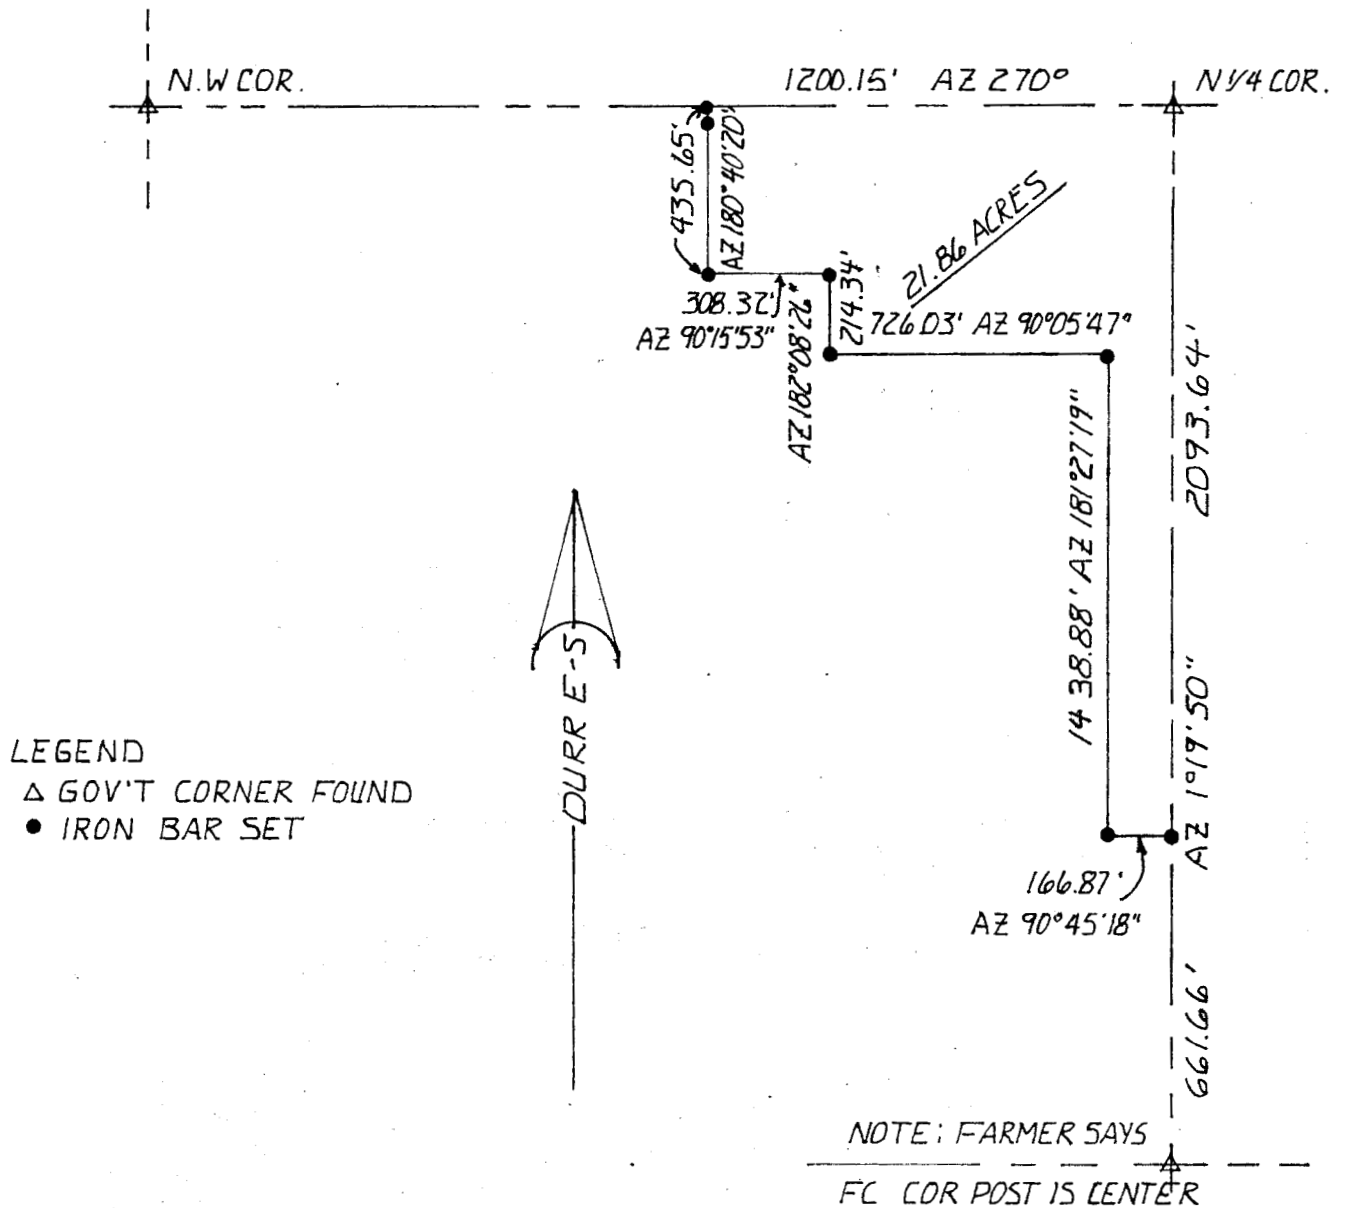 N.W COR.
1200.15' AZ 270°
N 1/4 COR.
435.65'
AZ 180°40'20"
21.86 ACRES
308.32'
AZ 90°15'53"
214.34'
AZ 182°08'22"
726.03' AZ 90°05'47"
2093.64'
1438.88' AZ 181°27'19"
DURR E-S
AZ 1°19'50"
LEGEND
△ GOV'T CORNER FOUND
● IRON BAR SET
166.87'
AZ 90°45'18"
661.66'
NOTE: FARMER SAYS
FC COR POST IS CENTER